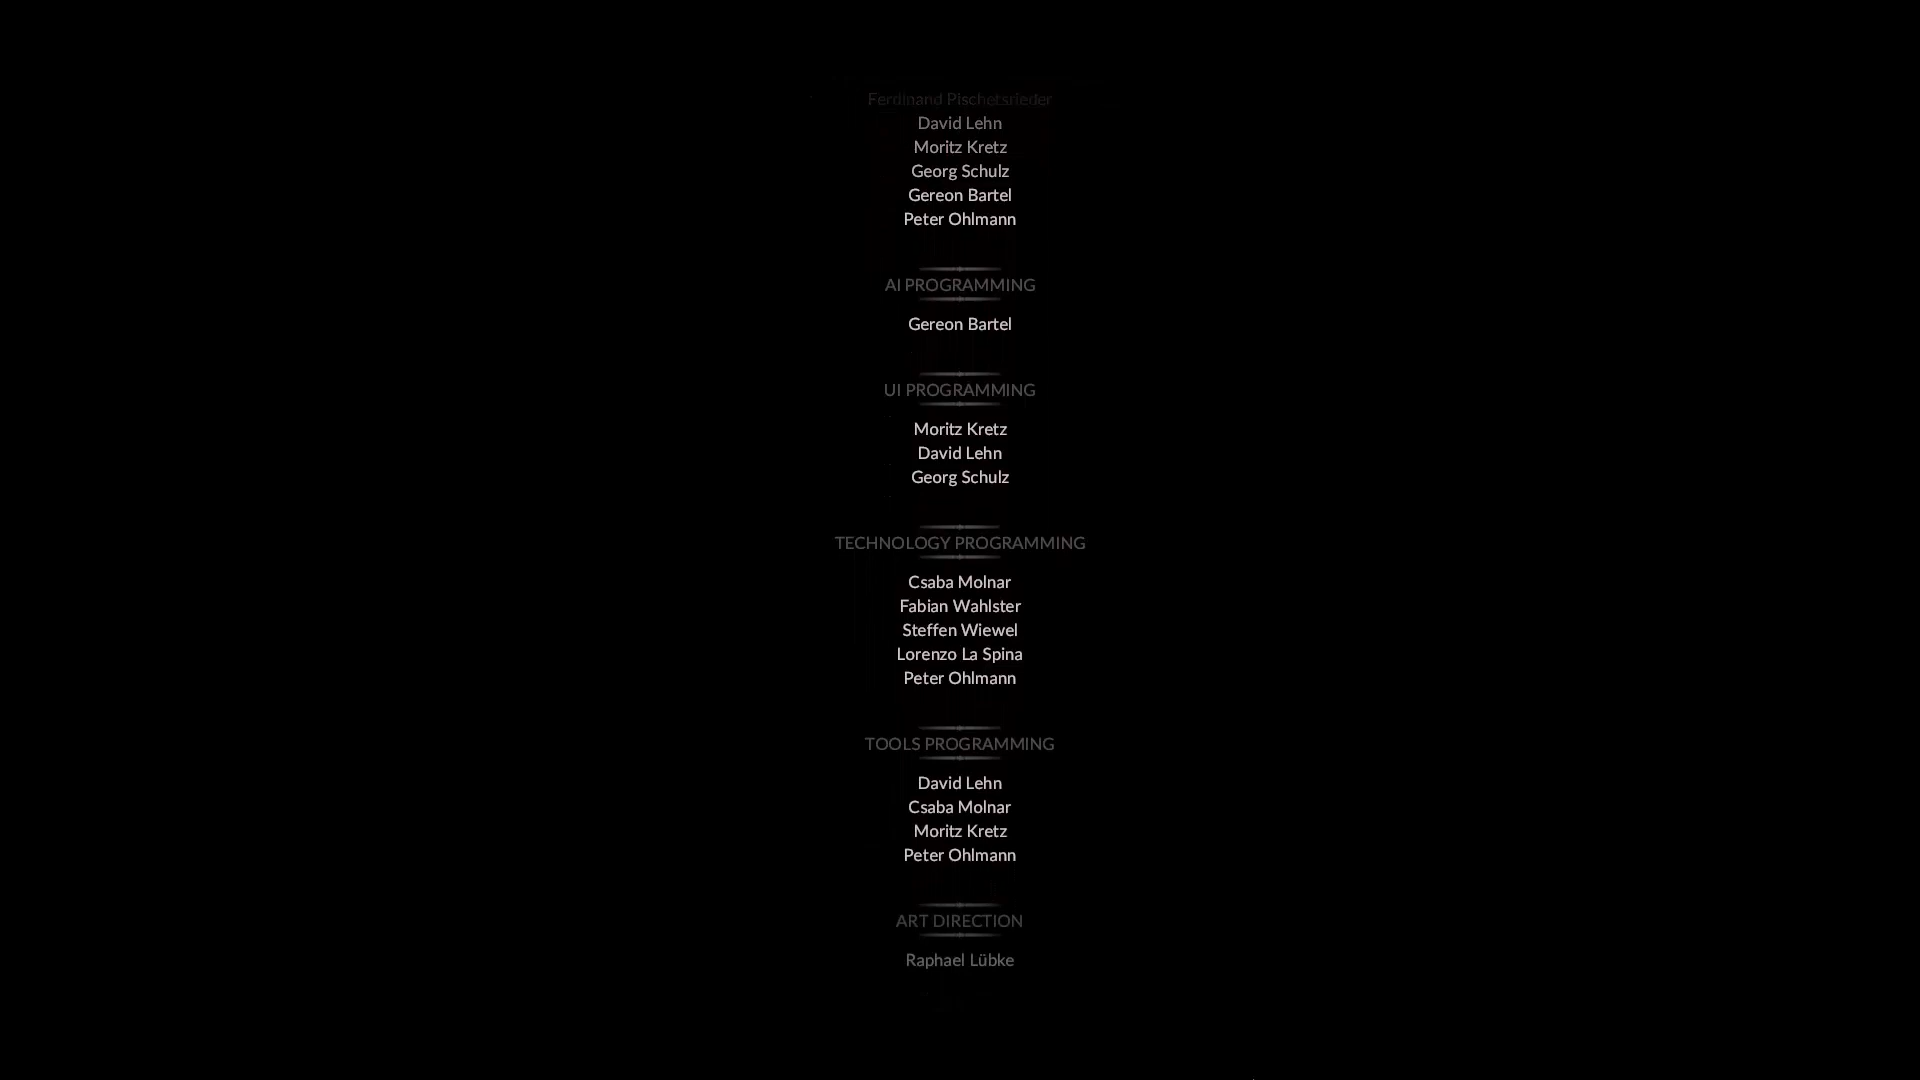 Ferdinand Pischetsrieder
David Lehn
Moritz Kretz
Georg Schulz
Gereon Bartel
Peter Ohlmann
AI PROGRAMMING
Gereon Bartel
UI PROGRAMMING
Moritz Kretz
David Lehn
Georg Schulz
TECHNOLOGY PROGRAMMING
Csaba Molnar
Fabian Wahlster
Steffen Wiewel
Lorenzo La Spina
Peter Ohlmann
TOOLS PROGRAMMING
David Lehn
Csaba Molnar
Moritz Kretz
Peter Ohlmann
ART DIRECTION
Raphael Lübke